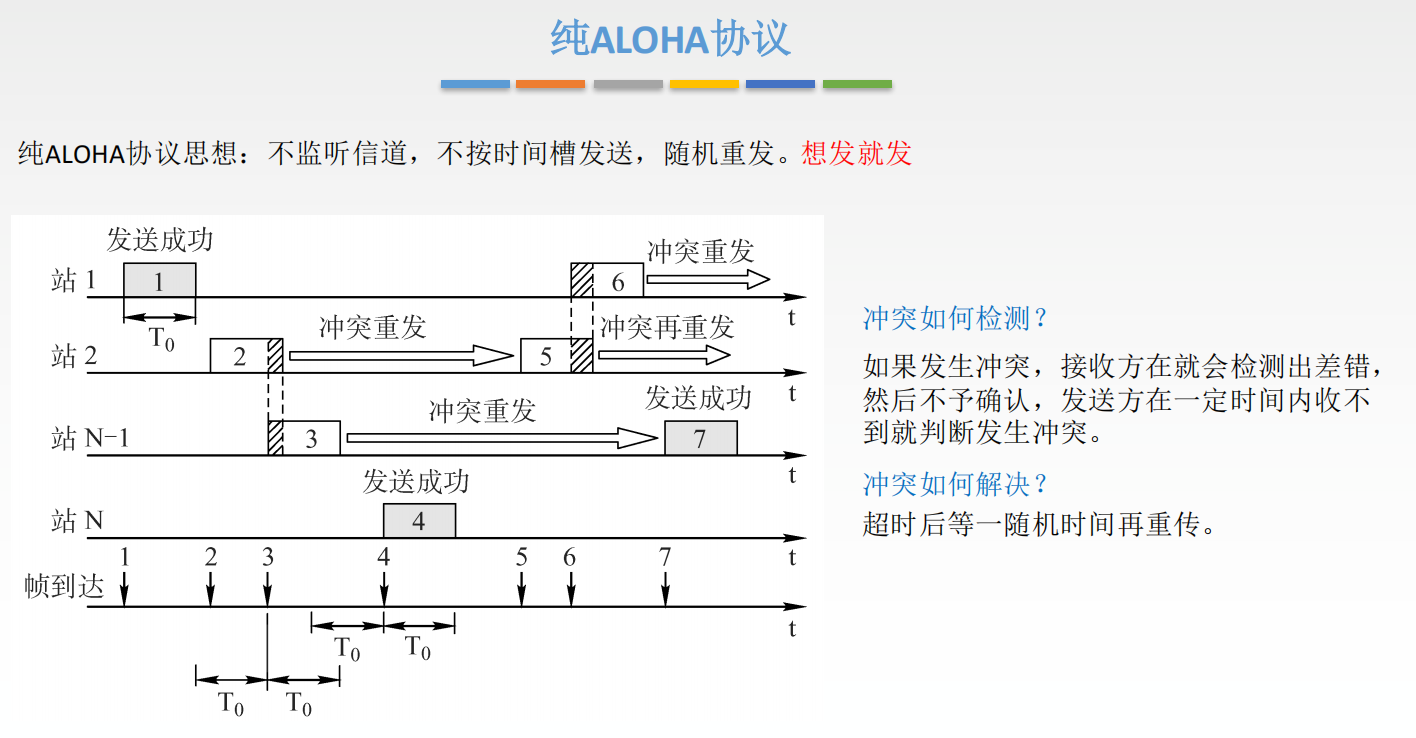 纯ALOHA协议
纯ALOHA协议思想：不监听信道，不按时间槽发送，随机重发。想发就发
发送成功
站 1
1
T₀
6
冲突重发
t
站 2
2
冲突重发
5
冲突再重发
t
站 N-1
3
冲突重发
发送成功
7
t
站 N
发送成功
4
t
1 2 3 4 5 6 7
帧到达
t
T₀ T₀
T₀ T₀
冲突如何检测？
如果发生冲突，接收方在就会检测出差错，
然后不予确认，发送方在一定时间内收不
到就判断发生冲突。
冲突如何解决？
超时后等一随机时间再重传。